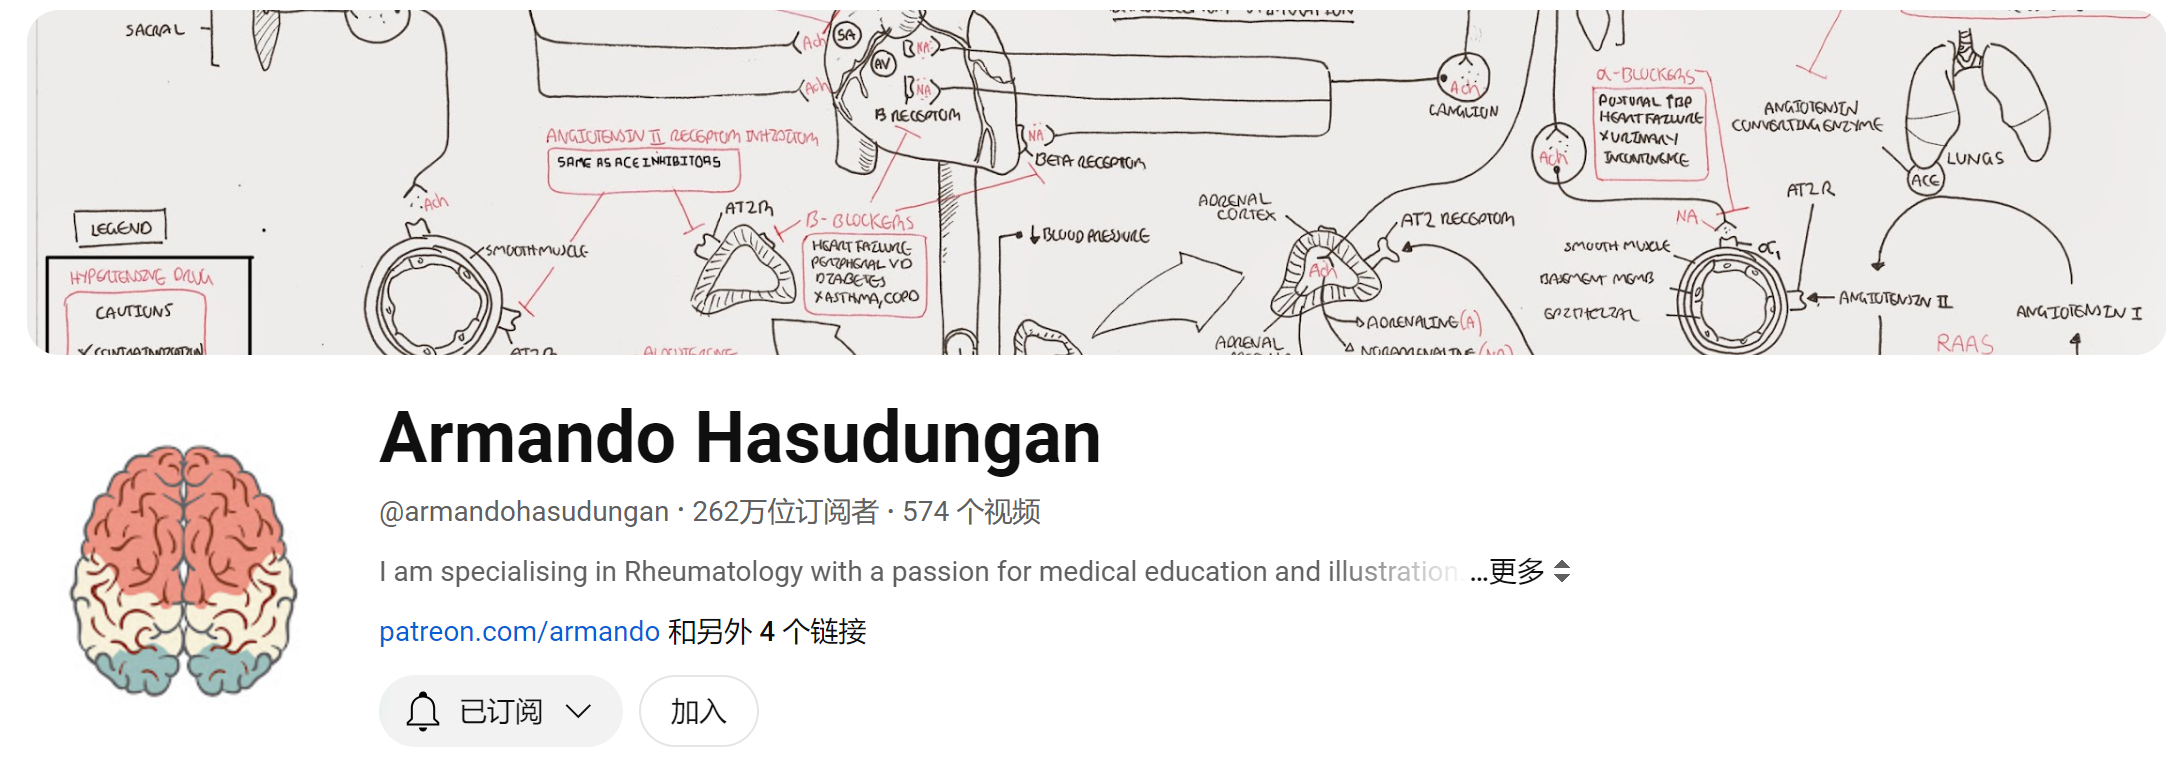 SACRAL
SA
Ach
AV
B NA
Ach
B NA
B RECEPTOR
NA
BETA RECEPTOR
Ach
GANGLION
α-BLOCKERS
POSTURAL ↑BP
HEART FAILURE
X URINARY
INCONTINENCE
ANGIOTENSIN
CONVERTING ENZYME
LUNGS
ACE
ANGIOTENSIN II RECEPTOR INHIBITOR
SAME AS ACE INHIBITORS
Ach
Ach
LEGEND
HYPERTENSIVE DRUG
CAUTIONS
X CONTRAINDICATION
SMOOTH MUSCLE
AT2R
AT2R
B-BLOCKERS
HEART FAILURE
PERIPHERAL VD
DIABETES
X ASTHMA, COPD
↓ BLOOD PRESSURE
ADRENAL
CORTEX
AT2 RECEPTOR
Ach
ADRENAL
ADRENALINE (A)
NORADRENALINE (NA)
NA
α1
AT2R
SMOOTH MUSCLE
BASEMENT MEMB
EPITHELIAL
ANGIOTENSIN II
ANGIOTENSIN I
RAAS
Armando Hasudungan
@armandohasudungan · 262万位订阅者 · 574 个视频
I am specialising in Rheumatology with a passion for medical education and illustration. ...更多
patreon.com/armando 和另外 4 个链接
已订阅
加入